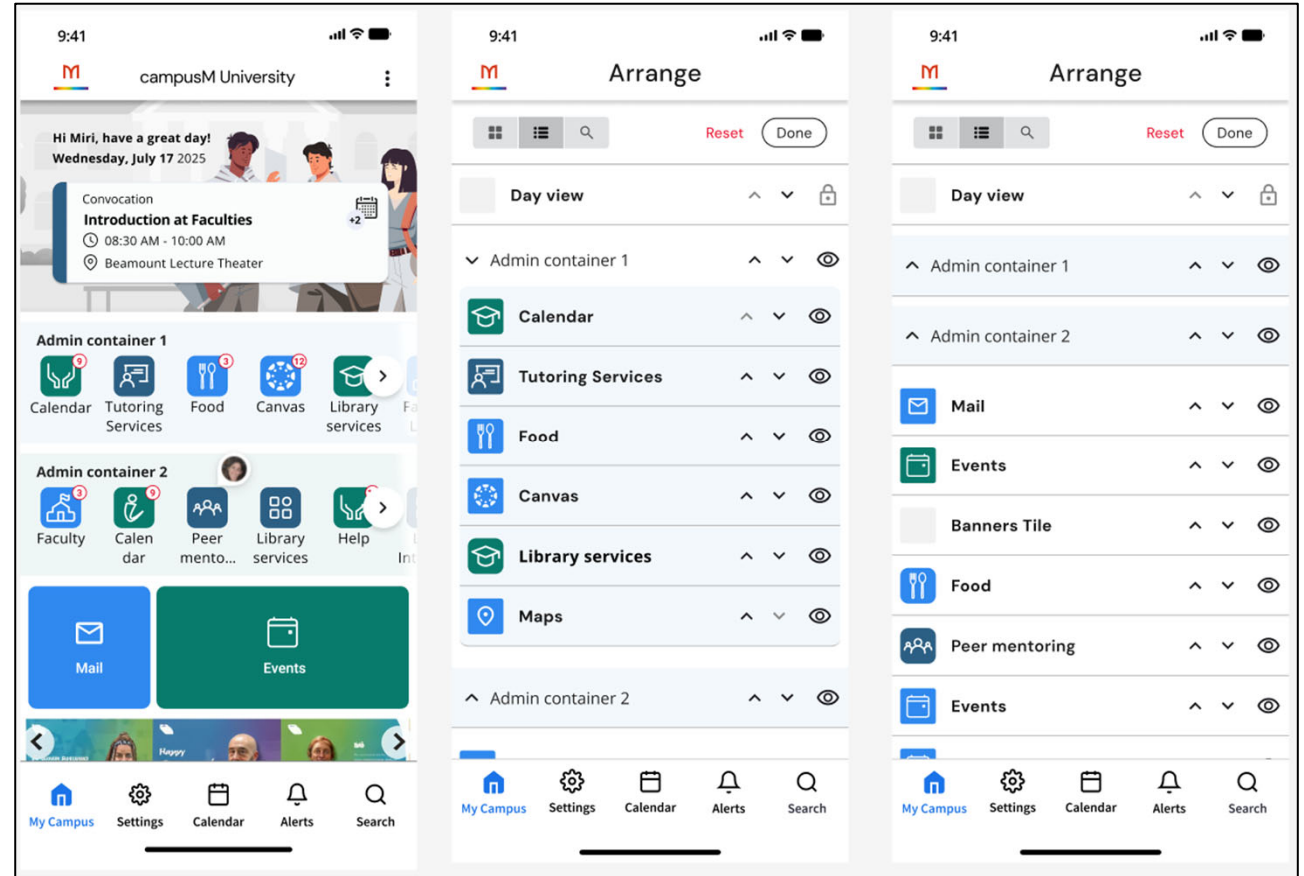 9:41
campusM University
Hi Miri, have a great day!
Wednesday, July 17 2025
Convocation
Introduction at Faculties
+2
08:30 AM - 10:00 AM
Beamount Lecture Theater
Admin container 1
9
3
12
Calendar
Tutoring
Services
Food
Canvas
Library
services
Admin container 2
3
9
Faculty
Calen
dar
Peer
mento...
Library
services
Help
Int
Mail
Events
Happy
My Campus
Settings
Calendar
Alerts
Search
9:41
Arrange
Reset
Done
Day view
Admin container 1
Calendar
Tutoring Services
Food
Canvas
Library services
Maps
Admin container 2
My Campus
Settings
Calendar
Alerts
Search
9:41
Arrange
Reset
Done
Day view
Admin container 1
Admin container 2
Mail
Events
Banners Tile
Food
Peer mentoring
Events
My Campus
Settings
Calendar
Alerts
Search